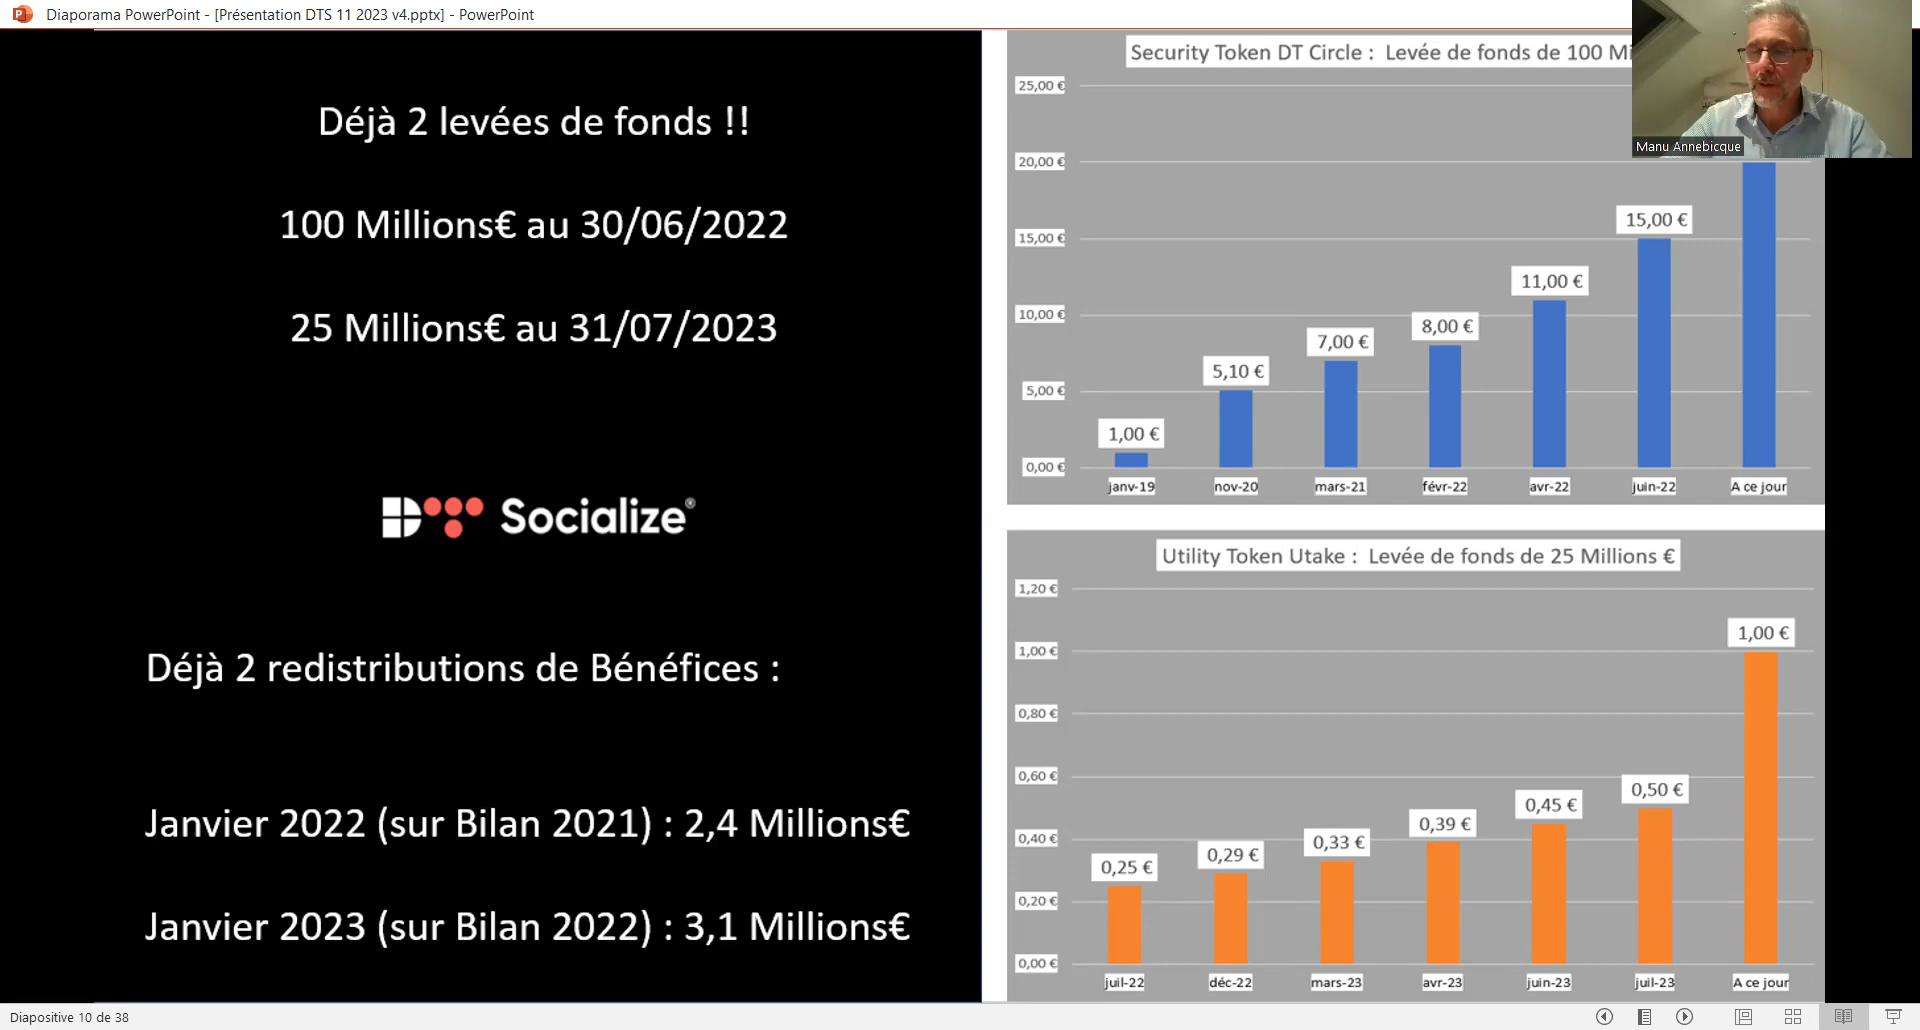 Diaporama PowerPoint - [Présentation DTS 11 2023 v4.pptx] - PowerPoint
Déjà 2 levées de fonds !!
100 Millions€ au 30/06/2022
25 Millions€ au 31/07/2023
DT Socialize®
Déjà 2 redistributions de Bénéfices :
Janvier 2022 (sur Bilan 2021) : 2,4 Millions€
Janvier 2023 (sur Bilan 2022) : 3,1 Millions€
Security Token DT Circle : Levée de fonds de 100 Mi
25,00 €
20,00 €
15,00 €
10,00 €
5,00 €
0,00 €
1,00 €
5,10 €
7,00 €
8,00 €
11,00 €
15,00 €
janv-19
nov-20
mars-21
févr-22
avr-22
juin-22
A ce jour
Manu Annebicque
Utility Token Utake : Levée de fonds de 25 Millions €
1,20 €
1,00 €
0,80 €
0,60 €
0,40 €
0,20 €
0,00 €
0,25 €
0,29 €
0,33 €
0,39 €
0,45 €
0,50 €
1,00 €
juil-22
déc-22
mars-23
avr-23
juin-23
juil-23
A ce jour
Diapositive 10 de 38